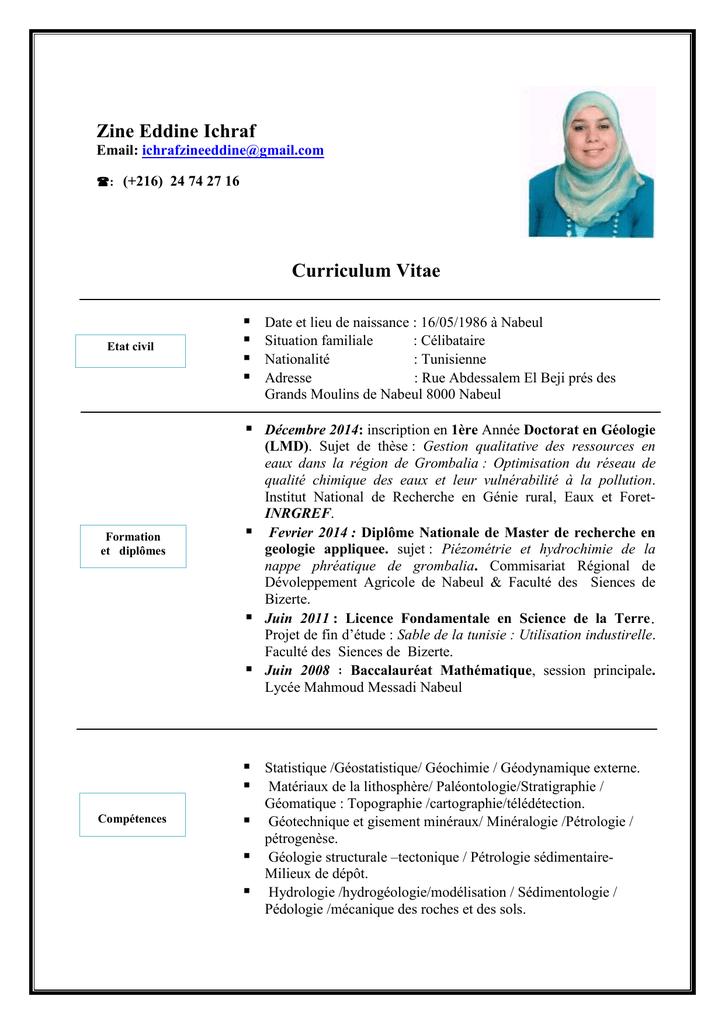 Zine Eddine Ichraf
Email: ichrafzineeddine@gmail.com
☎: (+216) 24 74 27 16
Curriculum Vitae
Etat civil
▪ Date et lieu de naissance : 16/05/1986 à Nabeul
▪ Situation familiale : Célibataire
▪ Nationalité : Tunisienne
▪ Adresse : Rue Abdessalem El Beji prés des
Grands Moulins de Nabeul 8000 Nabeul
Formation
et diplômes
▪ Décembre 2014: inscription en 1ère Année Doctorat en Géologie
(LMD). Sujet de thèse : Gestion qualitative des ressources en
eaux dans la région de Grombalia : Optimisation du réseau de
qualité chimique des eaux et leur vulnérabilité à la pollution.
Institut National de Recherche en Génie rural, Eaux et Foret-
INRGREF.
▪ Fevrier 2014 : Diplôme Nationale de Master de recherche en
geologie appliquee. sujet : Piézométrie et hydrochimie de la
nappe phréatique de grombalia. Commisariat Régional de
Dévoleppement Agricole de Nabeul & Faculté des Siences de
Bizerte.
▪ Juin 2011 : Licence Fondamentale en Science de la Terre.
Projet de fin d'étude : Sable de la tunisie : Utilisation industirelle.
Faculté des Siences de Bizerte.
▪ Juin 2008 : Baccalauréat Mathématique, session principale.
Lycée Mahmoud Messadi Nabeul
Compétences
▪ Statistique /Géostatistique/ Géochimie / Géodynamique externe.
▪ Matériaux de la lithosphère/ Paléontologie/Stratigraphie /
Géomatique : Topographie /cartographie/télédétection.
▪ Géotechnique et gisement minéraux/ Minéralogie /Pétrologie /
pétrogenèse.
▪ Géologie structurale –tectonique / Pétrologie sédimentaire-
Milieux de dépôt.
▪ Hydrologie /hydrogéologie/modélisation / Sédimentologie /
Pédologie /mécanique des roches et des sols.